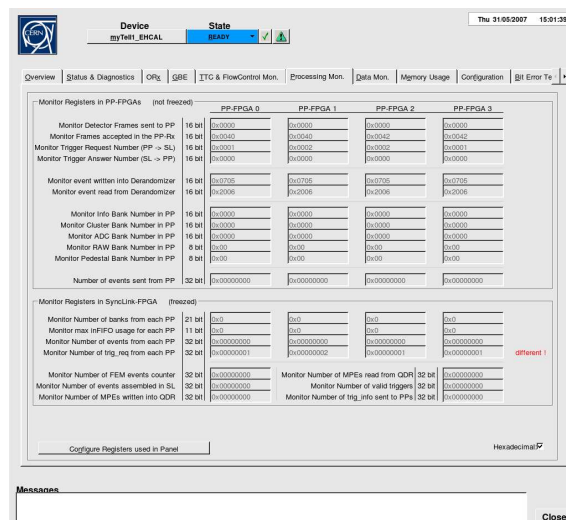 CERN
Device State
myTell1_EHCAL READY
Thu 31/05/2007 15:01:39
Overview Status & Diagnostics ORx GBE TTC & FlowControl Mon. Processing Mon. Data Mon. Memory Usage Configuration Bit Error Te
Monitor Registers in PP-FPGAs (not freezed)
PP-FPGA 0 PP-FPGA 1 PP-FPGA 2 PP-FPGA 3
Monitor Detector Frames sent to PP 16 bit 0x0000 0x0000 0x0000 0x0000
Monitor Frames accepted in the PP-Rx 16 bit 0x0040 0x0040 0x0042 0x0042
Monitor Trigger Request Number (PP -> SL) 16 bit 0x0001 0x0002 0x0002 0x0001
Monitor Trigger Answer Number (SL -> PP) 16 bit 0x0000 0x0000 0x0000 0x0000
Monitor event written into Derandomizer 16 bit 0x0705 0x0705 0x0705 0x0705
Monitor event read from Derandomizer 16 bit 0x2006 0x2006 0x2006 0x2006
Monitor Info Bank Number in PP 16 bit 0x0000 0x0000 0x0000 0x0000
Monitor Cluster Bank Number in PP 16 bit 0x0000 0x0000 0x0000 0x0000
Monitor ADC Bank Number in PP 16 bit 0x0000 0x0000 0x0000 0x0000
Monitor RAW Bank Number in PP 8 bit 0x00 0x00 0x00 0x00
Monitor Pedestal Bank Number in PP 8 bit 0x00 0x00 0x00 0x00
Number of events sent from PP 32 bit 0x00000000 0x00000000 0x00000000 0x00000000
Monitor Registers in SyncLink-FPGA (freezed)
Monitor Number of banks from each PP 21 bit 0x0 0x0 0x0 0x0
Monitor max inFIFO usage for each PP 11 bit 0x0 0x0 0x0 0x0
Monitor Number of events from each PP 32 bit 0x00000000 0x00000000 0x00000000 0x00000000
Monitor Number of trig_req from each PP 32 bit 0x00000001 0x00000002 0x00000001 0x00000001 different !
Monitor Number of FEM events counter 32 bit 0x00000000 Monitor Number of MPEs read from QDR 32 bit 0x00000000
Monitor Number of events assembled in SL 32 bit 0x00000000 Monitor Number of valid triggers 32 bit 0x00000000
Monitor Number of MPEs written into QDR 32 bit 0x00000000 Monitor Number of trig_info sent to PPs 32 bit 0x00000000
Configure Registers used in Panel Hexadecimal:
Messages
Close